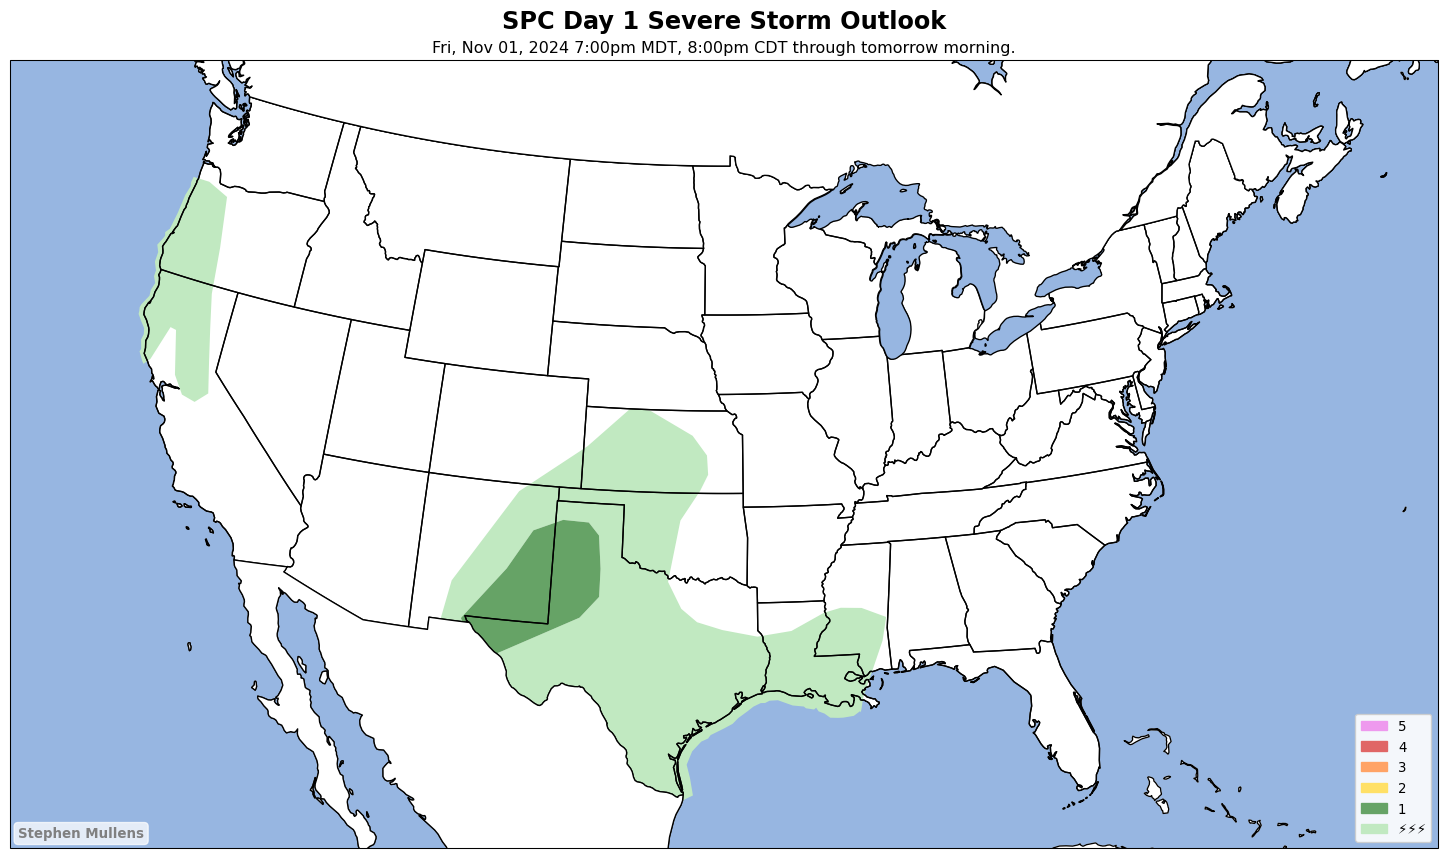 SPC Day 1 Severe Storm Outlook
Fri, Nov 01, 2024 7:00pm MDT, 8:00pm CDT through tomorrow morning.
5
4
3
2
1
⚡⚡⚡
Stephen Mullens